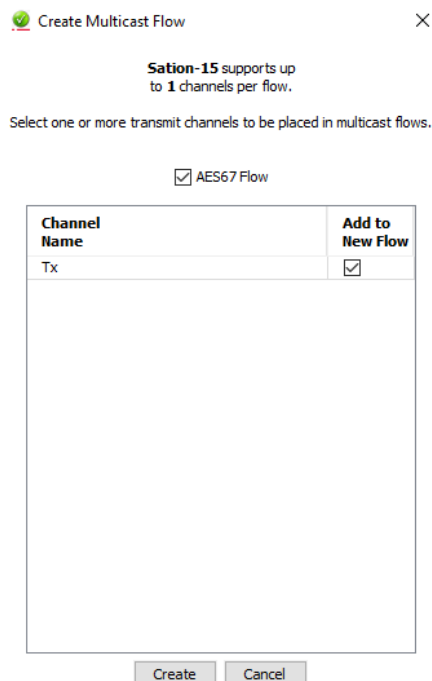 Create Multicast Flow
Sation-15 supports up
to 1 channels per flow.
Select one or more transmit channels to be placed in multicast flows.
AES67 Flow
Channel Name
Add to New Flow
Tx
Create
Cancel